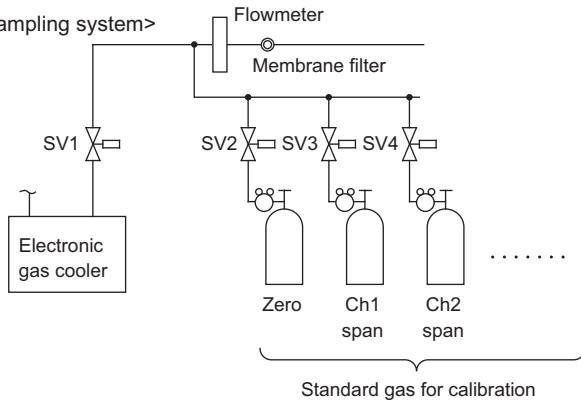 ampling system>
Flowmeter
Membrane filter
SV1
SV2
SV3
SV4
Electronic
gas cooler
Zero
Ch1
span
Ch2
span
.......
Standard gas for calibration